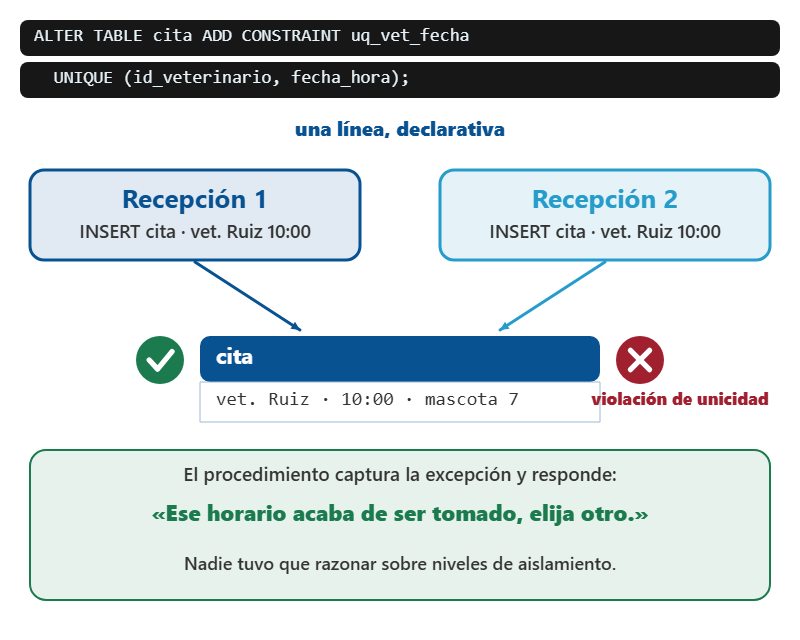 ALTER TABLE cita ADD CONSTRAINT uq_vet_fecha
UNIQUE (id_veterinario, fecha_hora);
una línea, declarativa
Recepción 1
INSERT cita · vet. Ruiz 10:00
Recepción 2
INSERT cita · vet. Ruiz 10:00
cita
vet. Ruiz · 10:00 · mascota 7
violación de unicidad
El procedimiento captura la excepción y responde:
«Ese horario acaba de ser tomado, elija otro.»
Nadie tuvo que razonar sobre niveles de aislamiento.